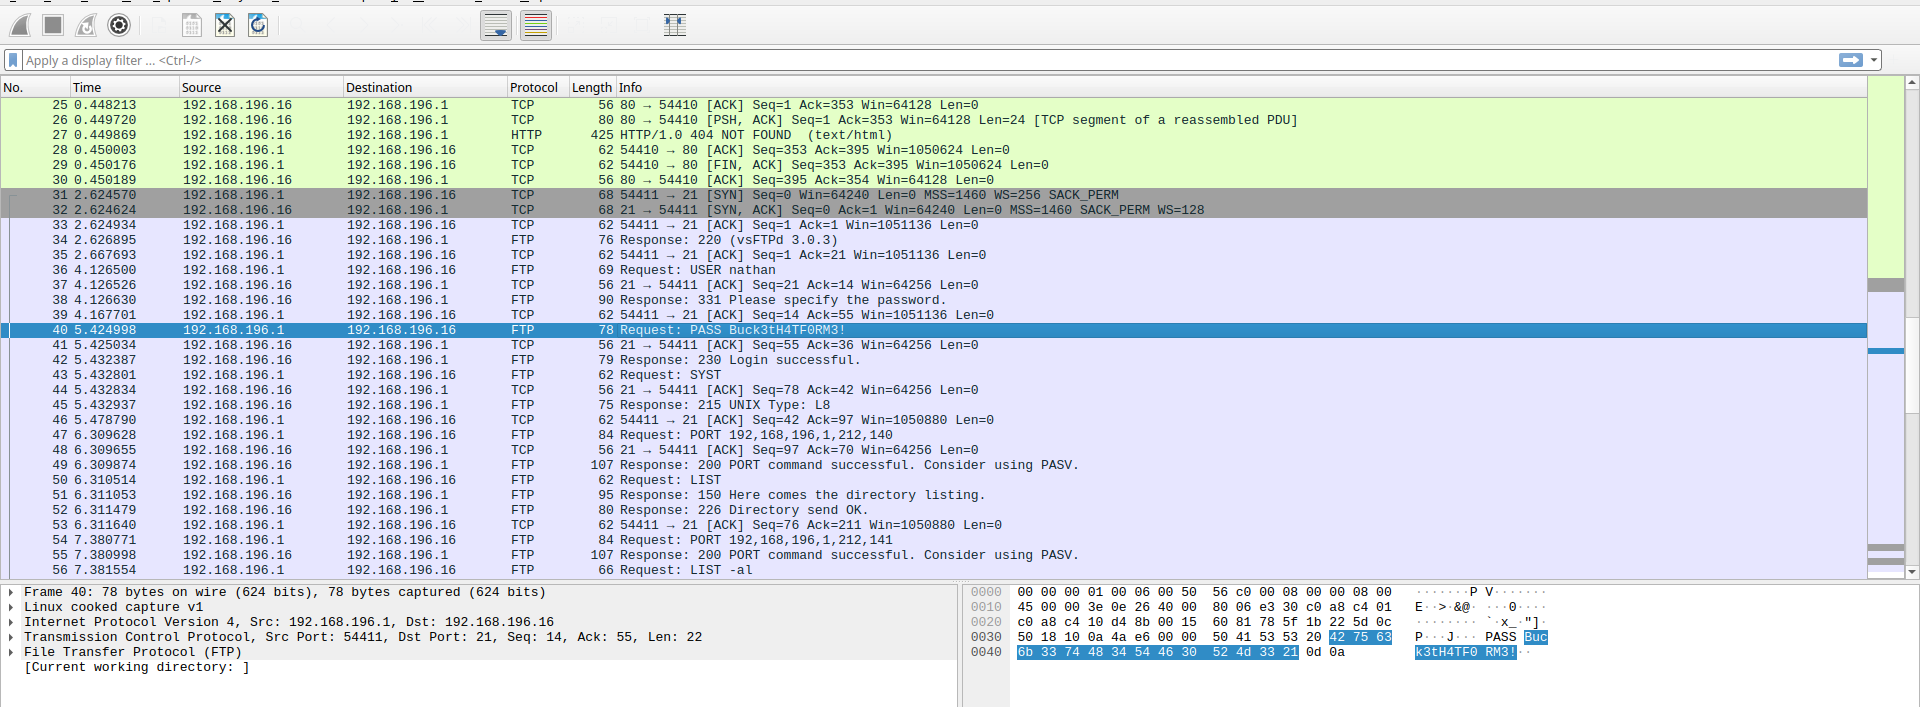 Apply a display filter ... <Ctrl-/>
No. Time Source Destination Protocol Length Info
25 0.448213 192.168.196.16 192.168.196.1 TCP 56 80 → 54410 [ACK] Seq=1 Ack=353 Win=64128 Len=0
26 0.449720 192.168.196.16 192.168.196.1 TCP 80 80 → 54410 [PSH, ACK] Seq=1 Ack=353 Win=64128 Len=24 [TCP segment of a reassembled PDU]
27 0.449869 192.168.196.16 192.168.196.1 HTTP 425 HTTP/1.0 404 NOT FOUND (text/html)
28 0.450003 192.168.196.1 192.168.196.16 TCP 62 54410 → 80 [ACK] Seq=353 Ack=395 Win=1050624 Len=0
29 0.450176 192.168.196.1 192.168.196.16 TCP 62 54410 → 80 [FIN, ACK] Seq=353 Ack=395 Win=1050624 Len=0
30 0.450189 192.168.196.16 192.168.196.1 TCP 56 80 → 54410 [ACK] Seq=395 Ack=354 Win=64128 Len=0
31 2.624570 192.168.196.1 192.168.196.16 TCP 68 54411 → 21 [SYN] Seq=0 Win=64240 Len=0 MSS=1460 WS=256 SACK_PERM
32 2.624624 192.168.196.16 192.168.196.1 TCP 68 21 → 54411 [SYN, ACK] Seq=0 Ack=1 Win=64240 Len=0 MSS=1460 SACK_PERM WS=128
33 2.624934 192.168.196.1 192.168.196.16 TCP 62 54411 → 21 [ACK] Seq=1 Ack=1 Win=1051136 Len=0
34 2.626895 192.168.196.16 192.168.196.1 FTP 76 Response: 220 (vsFTPd 3.0.3)
35 2.667693 192.168.196.1 192.168.196.16 TCP 62 54411 → 21 [ACK] Seq=1 Ack=21 Win=1051136 Len=0
36 4.126500 192.168.196.1 192.168.196.16 FTP 69 Request: USER nathan
37 4.126526 192.168.196.16 192.168.196.1 TCP 56 21 → 54411 [ACK] Seq=21 Ack=14 Win=64256 Len=0
38 4.126630 192.168.196.16 192.168.196.1 FTP 90 Response: 331 Please specify the password.
39 4.167701 192.168.196.1 192.168.196.16 TCP 62 54411 → 21 [ACK] Seq=14 Ack=55 Win=1051136 Len=0
40 5.424998 192.168.196.1 192.168.196.16 FTP 78 Request: PASS Buck3tH4TF0RM3!
41 5.425034 192.168.196.16 192.168.196.1 TCP 56 21 → 54411 [ACK] Seq=55 Ack=36 Win=64256 Len=0
42 5.432387 192.168.196.16 192.168.196.1 FTP 79 Response: 230 Login successful.
43 5.432801 192.168.196.1 192.168.196.16 FTP 62 Request: SYST
44 5.432834 192.168.196.16 192.168.196.1 TCP 56 21 → 54411 [ACK] Seq=78 Ack=42 Win=64256 Len=0
45 5.432937 192.168.196.16 192.168.196.1 FTP 75 Response: 215 UNIX Type: L8
46 5.478790 192.168.196.1 192.168.196.16 TCP 62 54411 → 21 [ACK] Seq=42 Ack=97 Win=1050880 Len=0
47 6.309628 192.168.196.1 192.168.196.16 FTP 84 Request: PORT 192,168,196,1,212,140
48 6.309655 192.168.196.16 192.168.196.1 TCP 56 21 → 54411 [ACK] Seq=97 Ack=70 Win=64256 Len=0
49 6.309874 192.168.196.16 192.168.196.1 FTP 107 Response: 200 PORT command successful. Consider using PASV.
50 6.310514 192.168.196.1 192.168.196.16 FTP 62 Request: LIST
51 6.311053 192.168.196.16 192.168.196.1 FTP 95 Response: 150 Here comes the directory listing.
52 6.311479 192.168.196.16 192.168.196.1 FTP 80 Response: 226 Directory send OK.
53 6.311640 192.168.196.1 192.168.196.16 TCP 62 54411 → 21 [ACK] Seq=76 Ack=211 Win=1050880 Len=0
54 7.380771 192.168.196.1 192.168.196.16 FTP 84 Request: PORT 192,168,196,1,212,141
55 7.380998 192.168.196.16 192.168.196.1 FTP 107 Response: 200 PORT command successful. Consider using PASV.
56 7.381554 192.168.196.1 192.168.196.16 FTP 66 Request: LIST -al
Frame 40: 78 bytes on wire (624 bits), 78 bytes captured (624 bits)
Linux cooked capture v1
Internet Protocol Version 4, Src: 192.168.196.1, Dst: 192.168.196.16
Transmission Control Protocol, Src Port: 54411, Dst Port: 21, Seq: 14, Ack: 55, Len: 22
File Transfer Protocol (FTP)
[Current working directory: ]
0000 00 00 00 01 00 06 00 50 56 c0 00 08 00 00 08 00 ·······P V·······
0010 45 00 00 3e 0e 26 40 00 80 06 e3 30 c0 a8 c4 01 E··>·&@· ···0····
0020 c0 a8 c4 10 d4 8b 00 15 60 81 78 5f 1b 22 5d 0c ········ `·x_·"]·
0030 50 18 10 0a 4a e6 00 00 50 41 53 53 20 42 75 63 P···J··· PASS Buc
0040 6b 33 74 48 34 54 46 30 52 4d 33 21 0d 0a k3tH4TF0 RM3!··